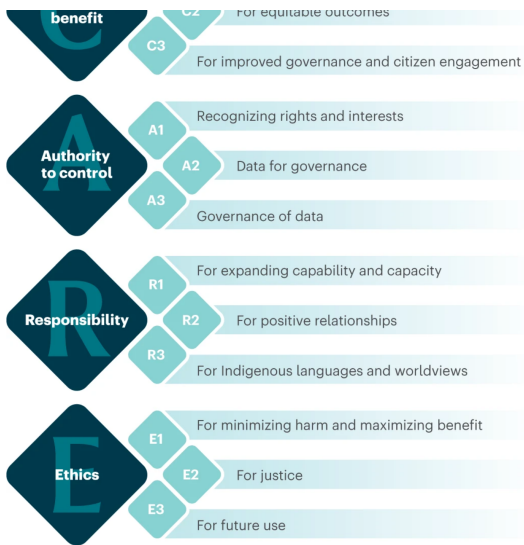 C
benefit
C2
For equitable outcomes
C3
For improved governance and citizen engagement
A
Authority
to control
A1
Recognizing rights and interests
A2
Data for governance
A3
Governance of data
R
Responsibility
R1
For expanding capability and capacity
R2
For positive relationships
R3
For Indigenous languages and worldviews
E
Ethics
E1
For minimizing harm and maximizing benefit
E2
For justice
E3
For future use